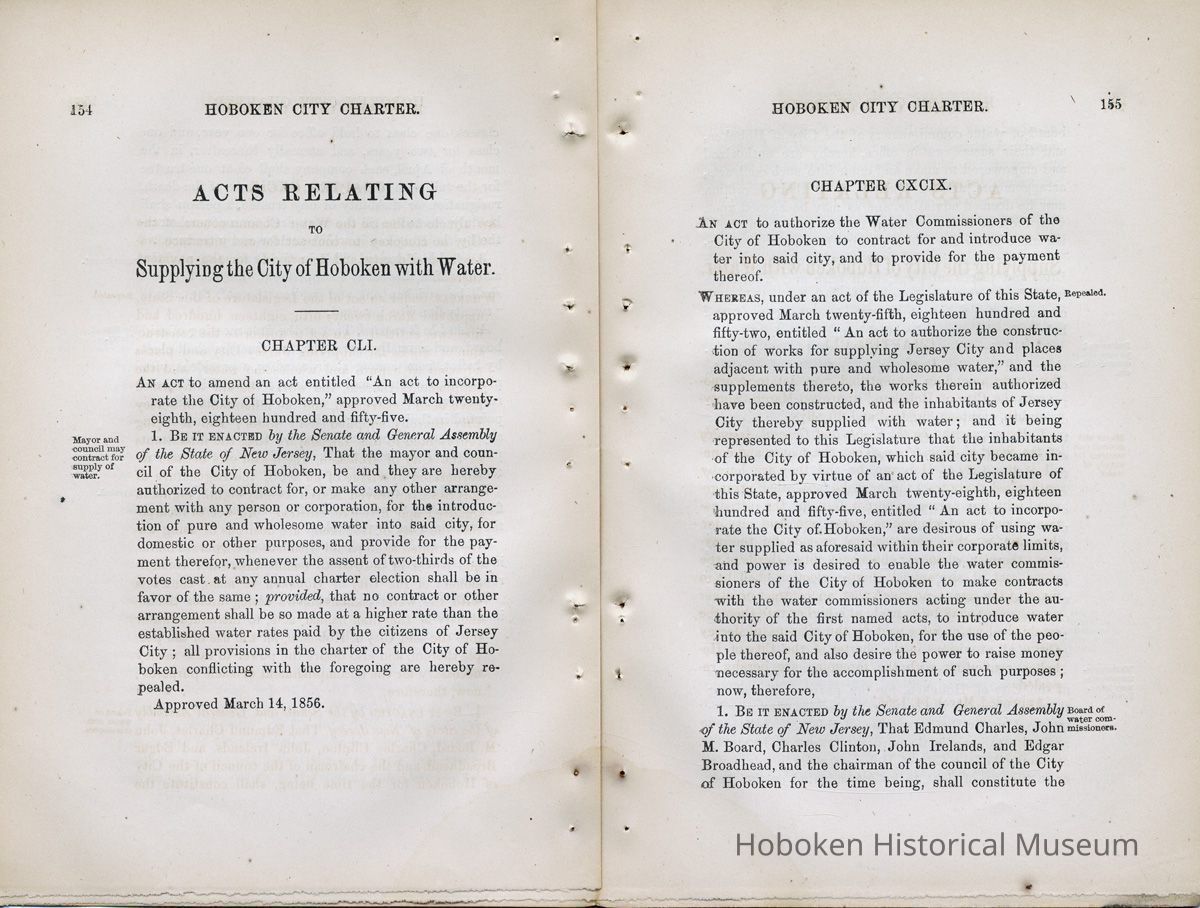 154
HOBOKEN CITY CHARTER.
ACTS RELATING
TO
Supplying the City of Hoboken with Water.
CHAPTER CLI.
AN ACT to amend an act entitled "An act to incorpo-
rate the City of Hoboken," approved March twenty-
eighth, eighteen hundred and fifty-five.
Mayor and
council may
contract for
supply of
water.
1. BE IT ENACTED by the Senate and General Assembly
of the State of New Jersey, That the mayor and coun-
cil of the City of Hoboken, be and they are hereby
authorized to contract for, or make any other arrange-
ment with any person or corporation, for the introduc-
tion of pure and wholesome water into said city, for
domestic or other purposes, and provide for the pay-
ment therefor, whenever the assent of two-thirds of the
votes cast at any annual charter election shall be in
favor of the same ; provided, that no contract or other
arrangement shall be so made at a higher rate than the
established water rates paid by the citizens of Jersey
City ; all provisions in the charter of the City of Ho-
boken conflicting with the foregoing are hereby re-
pealed.
Approved March 14, 1856.
HOBOKEN CITY CHARTER.
155
CHAPTER CXCIX.
AN ACT to authorize the Water Commissioners of the
City of Hoboken to contract for and introduce wa-
ter into said city, and to provide for the payment
thereof.
WHEREAS, under an act of the Legislature of this State,
Repealed.
approved March twenty-fifth, eighteen hundred and
fifty-two, entitled " An act to authorize the construc-
tion of works for supplying Jersey City and places
adjacent with pure and wholesome water," and the
supplements thereto, the works therein authorized
have been constructed, and the inhabitants of Jersey
City thereby supplied with water ; and it being
represented to this Legislature that the inhabitants
of the City of Hoboken, which said city became in-
corporated by virtue of an act of the Legislature of
this State, approved March twenty-eighth, eighteen
hundred and fifty-five, entitled " An act to incorpo-
rate the City of Hoboken," are desirous of using wa-
ter supplied as aforesaid within their corporate limits,
and power is desired to enable the water commis-
sioners of the City of Hoboken to make contracts
with the water commissioners acting under the au-
thority of the first named acts, to introduce water
into the said City of Hoboken, for the use of the peo-
ple thereof, and also desire the power to raise money
necessary for the accomplishment of such purposes ;
now, therefore,
1. BE IT ENACTED by the Senate and General Assembly
of the State of New Jersey, That Edmund Charles, John
M. Board, Charles Clinton, John Irelands, and Edgar
Broadhead, and the chairman of the council of the City
of Hoboken for the time being, shall constitute the
Board of
water com-
missioners.
Hoboken Historical Museum